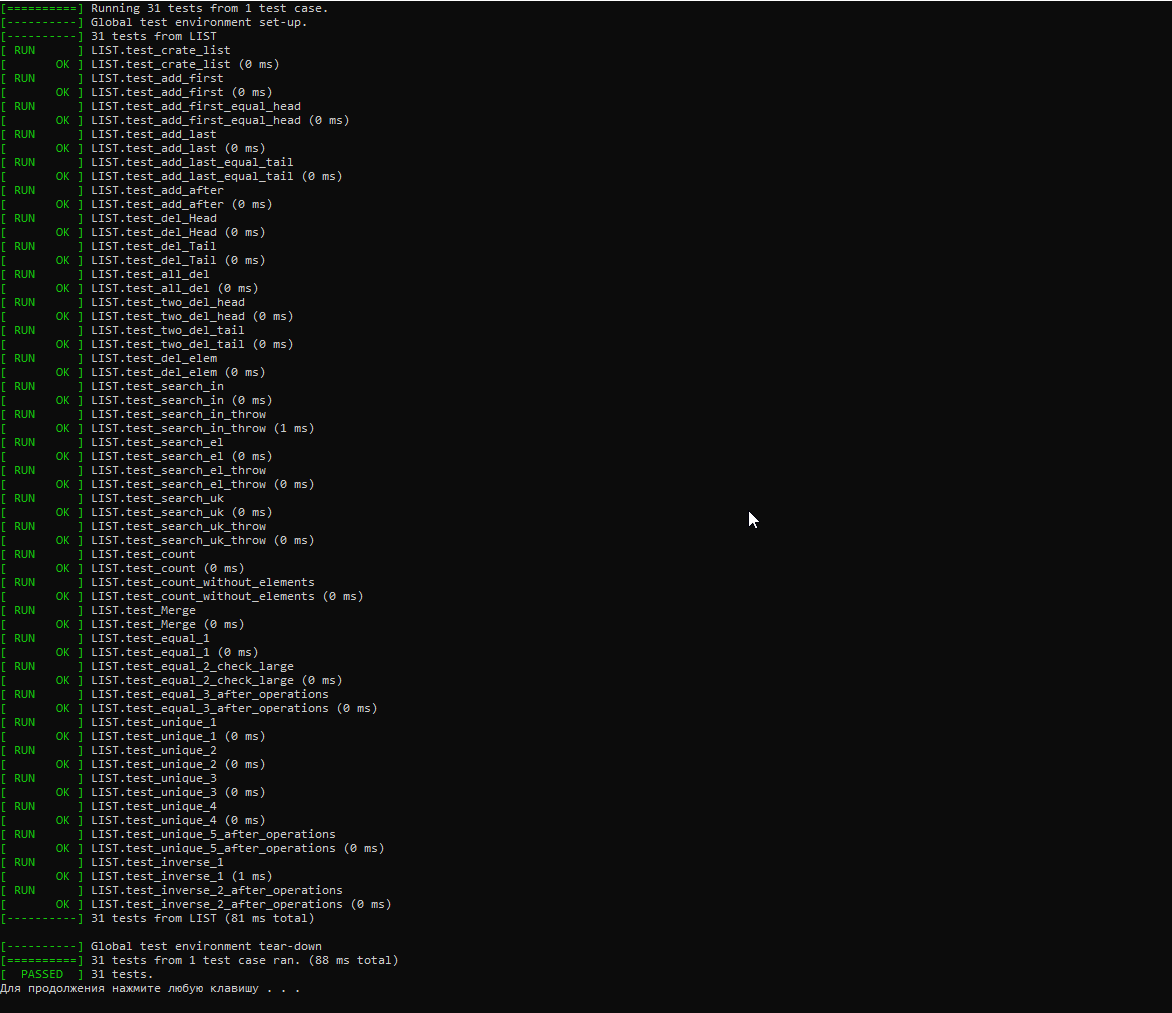 [==========] Running 31 tests from 1 test case.
[----------] Global test environment set-up.
[----------] 31 tests from LIST
[ RUN      ] LIST.test_crate_list
[       OK ] LIST.test_crate_list (0 ms)
[ RUN      ] LIST.test_add_first
[       OK ] LIST.test_add_first (0 ms)
[ RUN      ] LIST.test_add_first_equal_head
[       OK ] LIST.test_add_first_equal_head (0 ms)
[ RUN      ] LIST.test_add_last
[       OK ] LIST.test_add_last (0 ms)
[ RUN      ] LIST.test_add_last_equal_tail
[       OK ] LIST.test_add_last_equal_tail (0 ms)
[ RUN      ] LIST.test_add_after
[       OK ] LIST.test_add_after (0 ms)
[ RUN      ] LIST.test_del_Head
[       OK ] LIST.test_del_Head (0 ms)
[ RUN      ] LIST.test_del_Tail
[       OK ] LIST.test_del_Tail (0 ms)
[ RUN      ] LIST.test_all_del
[       OK ] LIST.test_all_del (0 ms)
[ RUN      ] LIST.test_two_del_head
[       OK ] LIST.test_two_del_head (0 ms)
[ RUN      ] LIST.test_two_del_tail
[       OK ] LIST.test_two_del_tail (0 ms)
[ RUN      ] LIST.test_del_elem
[       OK ] LIST.test_del_elem (0 ms)
[ RUN      ] LIST.test_search_in
[       OK ] LIST.test_search_in (0 ms)
[ RUN      ] LIST.test_search_in_throw
[       OK ] LIST.test_search_in_throw (1 ms)
[ RUN      ] LIST.test_search_el
[       OK ] LIST.test_search_el (0 ms)
[ RUN      ] LIST.test_search_el_throw
[       OK ] LIST.test_search_el_throw (0 ms)
[ RUN      ] LIST.test_search_uk
[       OK ] LIST.test_search_uk (0 ms)
[ RUN      ] LIST.test_search_uk_throw
[       OK ] LIST.test_search_uk_throw (0 ms)
[ RUN      ] LIST.test_count
[       OK ] LIST.test_count (0 ms)
[ RUN      ] LIST.test_count_without_elements
[       OK ] LIST.test_count_without_elements (0 ms)
[ RUN      ] LIST.test_Merge
[       OK ] LIST.test_Merge (0 ms)
[ RUN      ] LIST.test_equal_1
[       OK ] LIST.test_equal_1 (0 ms)
[ RUN      ] LIST.test_equal_2_check_large
[       OK ] LIST.test_equal_2_check_large (0 ms)
[ RUN      ] LIST.test_equal_3_after_operations
[       OK ] LIST.test_equal_3_after_operations (0 ms)
[ RUN      ] LIST.test_unique_1
[       OK ] LIST.test_unique_1 (0 ms)
[ RUN      ] LIST.test_unique_2
[       OK ] LIST.test_unique_2 (0 ms)
[ RUN      ] LIST.test_unique_3
[       OK ] LIST.test_unique_3 (0 ms)
[ RUN      ] LIST.test_unique_4
[       OK ] LIST.test_unique_4 (0 ms)
[ RUN      ] LIST.test_unique_5_after_operations
[       OK ] LIST.test_unique_5_after_operations (0 ms)
[ RUN      ] LIST.test_inverse_1
[       OK ] LIST.test_inverse_1 (1 ms)
[ RUN      ] LIST.test_inverse_2_after_operations
[       OK ] LIST.test_inverse_2_after_operations (0 ms)
[----------] 31 tests from LIST (81 ms total)
[----------] Global test environment tear-down
[==========] 31 tests from 1 test case ran. (88 ms total)
[  PASSED  ] 31 tests.
Для продолжения нажмите любую клавишу . . .